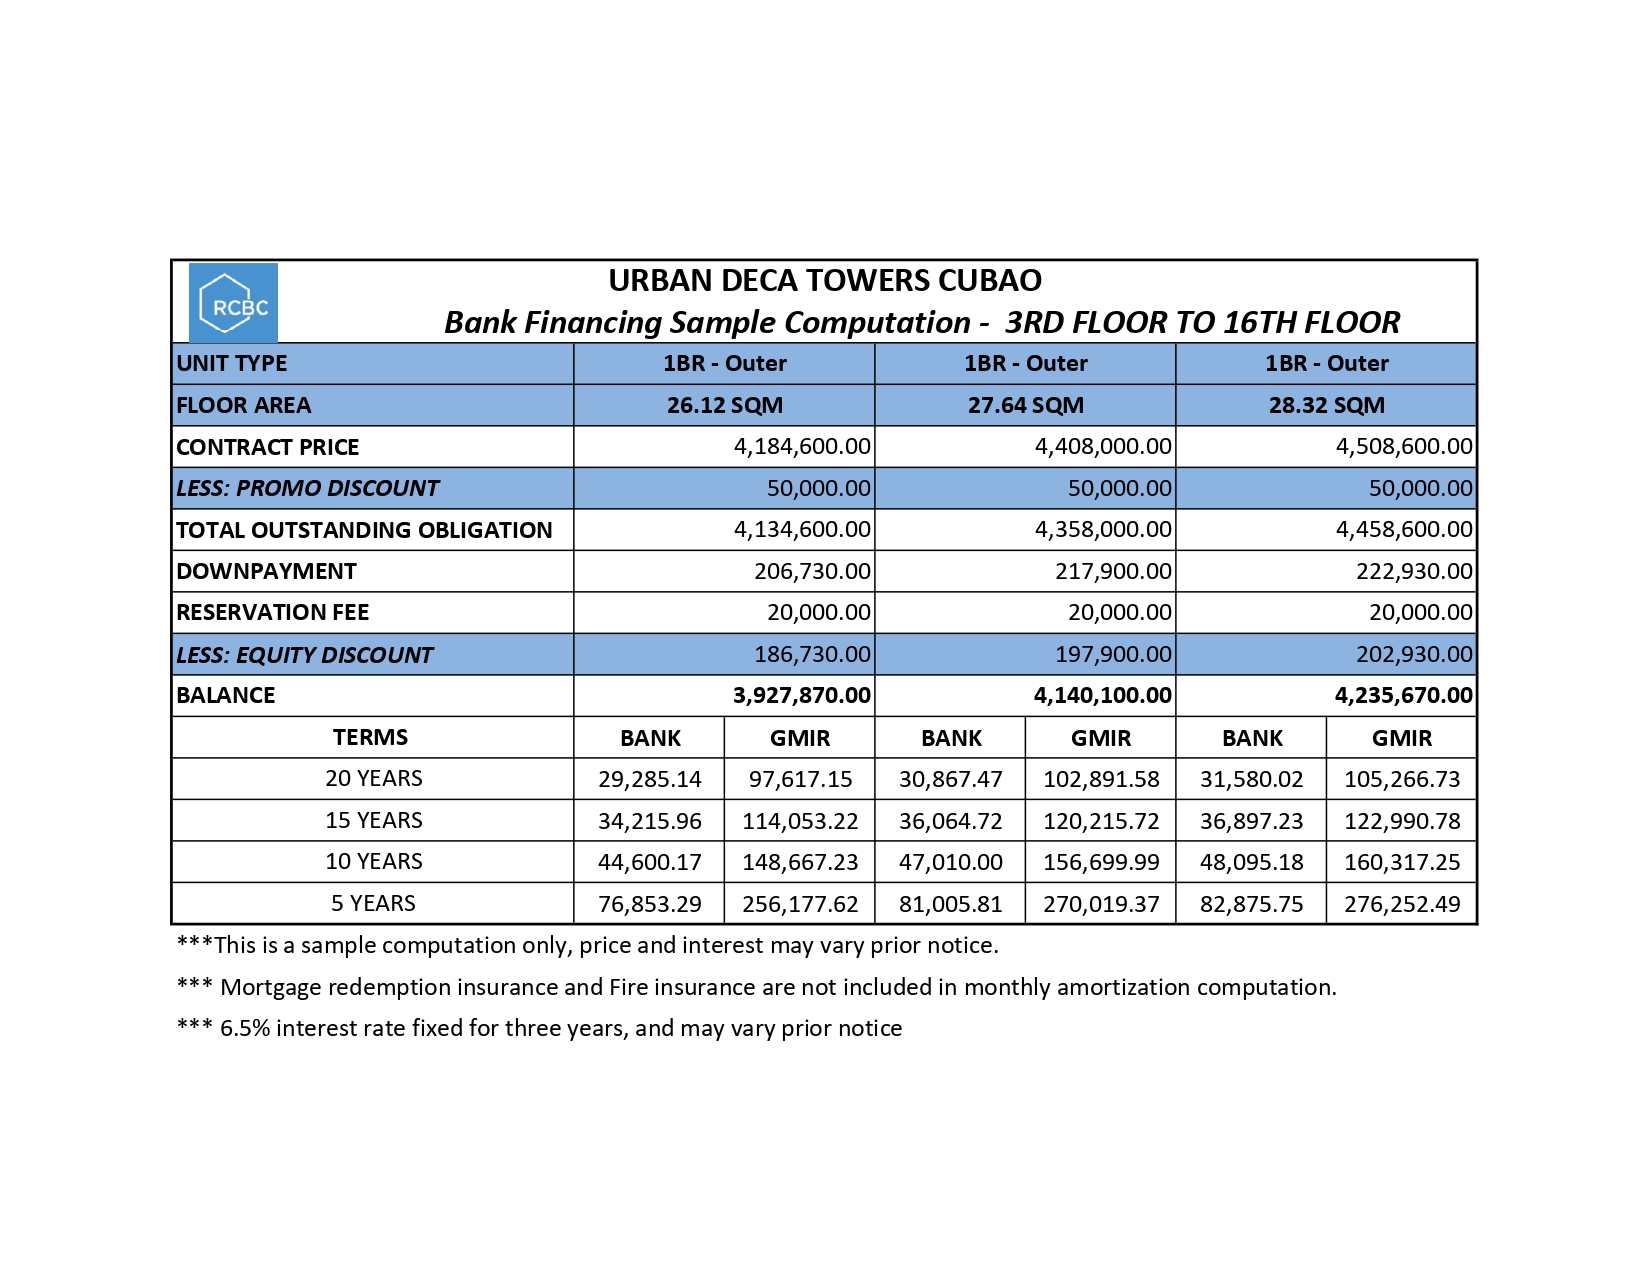 RCBC
URBAN DECA TOWERS CUBAO
Bank Financing Sample Computation - 3RD FLOOR TO 16TH FLOOR
UNIT TYPE 1BR - Outer 1BR - Outer 1BR - Outer
FLOOR AREA 26.12 SQM 27.64 SQM 28.32 SQM
CONTRACT PRICE 4,184,600.00 4,408,000.00 4,508,600.00
LESS: PROMO DISCOUNT 50,000.00 50,000.00 50,000.00
TOTAL OUTSTANDING OBLIGATION 4,134,600.00 4,358,000.00 4,458,600.00
DOWNPAYMENT 206,730.00 217,900.00 222,930.00
RESERVATION FEE 20,000.00 20,000.00 20,000.00
LESS: EQUITY DISCOUNT 186,730.00 197,900.00 202,930.00
BALANCE 3,927,870.00 4,140,100.00 4,235,670.00
TERMS BANK GMIR BANK GMIR BANK GMIR
20 YEARS 29,285.14 97,617.15 30,867.47 102,891.58 31,580.02 105,266.73
15 YEARS 34,215.96 114,053.22 36,064.72 120,215.72 36,897.23 122,990.78
10 YEARS 44,600.17 148,667.23 47,010.00 156,699.99 48,095.18 160,317.25
5 YEARS 76,853.29 256,177.62 81,005.81 270,019.37 82,875.75 276,252.49
***This is a sample computation only, price and interest may vary prior notice.
*** Mortgage redemption insurance and Fire insurance are not included in monthly amortization computation.
*** 6.5% interest rate fixed for three years, and may vary prior notice